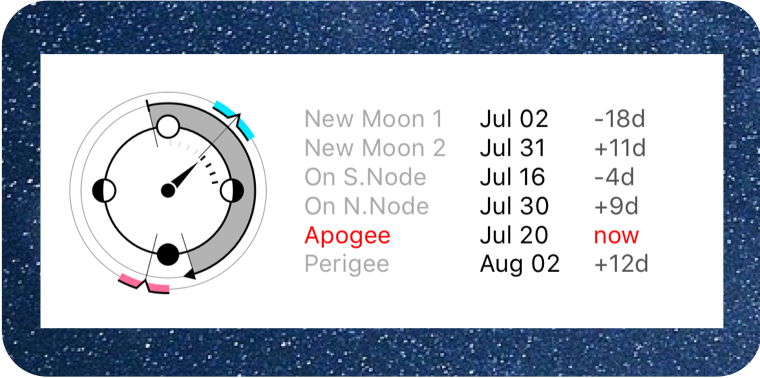 New Moon 1 Jul 02 -18d
New Moon 2 Jul 31 +11d
On S.Node Jul 16 -4d
On N.Node Jul 30 +9d
Apogee Jul 20 now
Perigee Aug 02 +12d